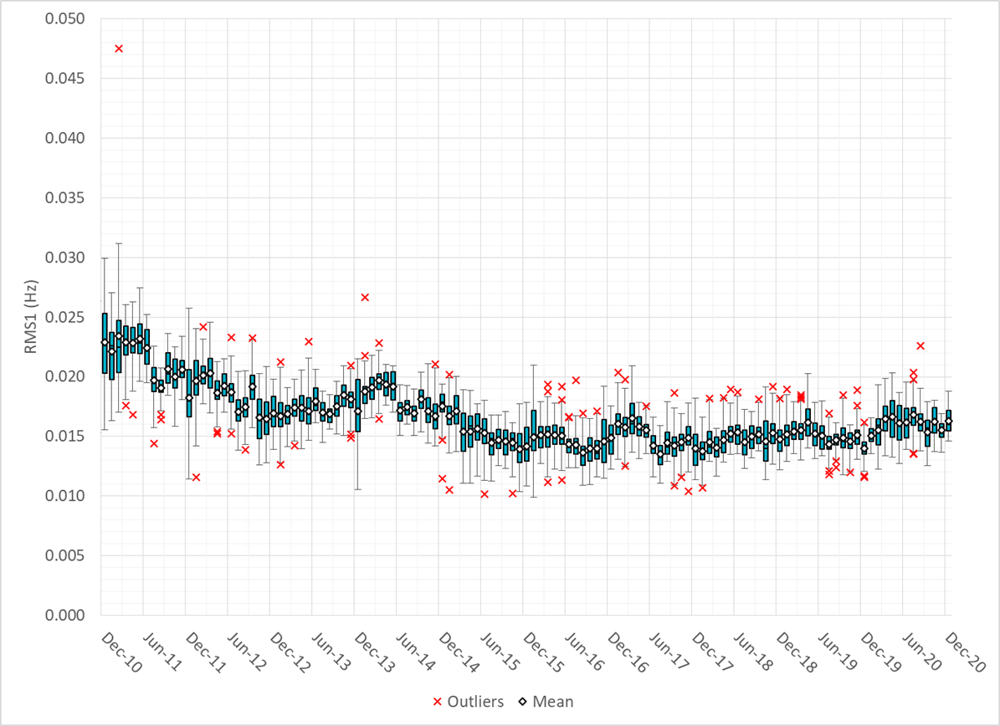 0.050
0.045
0.040
0.035
0.030
0.025
0.020
0.015
0.010
0.005
0.000
RMS1 (Hz)
Dec-10
Jun-11
Dec-11
Jun-12
Dec-12
Jun-13
Dec-13
Jun-14
Dec-14
Jun-15
Dec-15
Jun-16
Dec-16
Jun-17
Dec-17
Jun-18
Dec-18
Jun-19
Dec-19
Jun-20
Dec-20
Outliers Mean